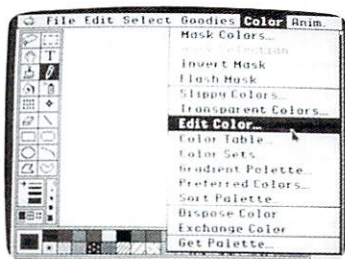 File Edit Select Goodies Color Anim.
Mask Colors...
Invert Mask
Flash Mask
Slippy Colors...
Transparent Colors...
Edit Color...
Color Table...
Color Sets...
Gradient Palette...
Preferred Colors...
Sort Palette
Dispose Color
Exchange Color
Get Palette...
T